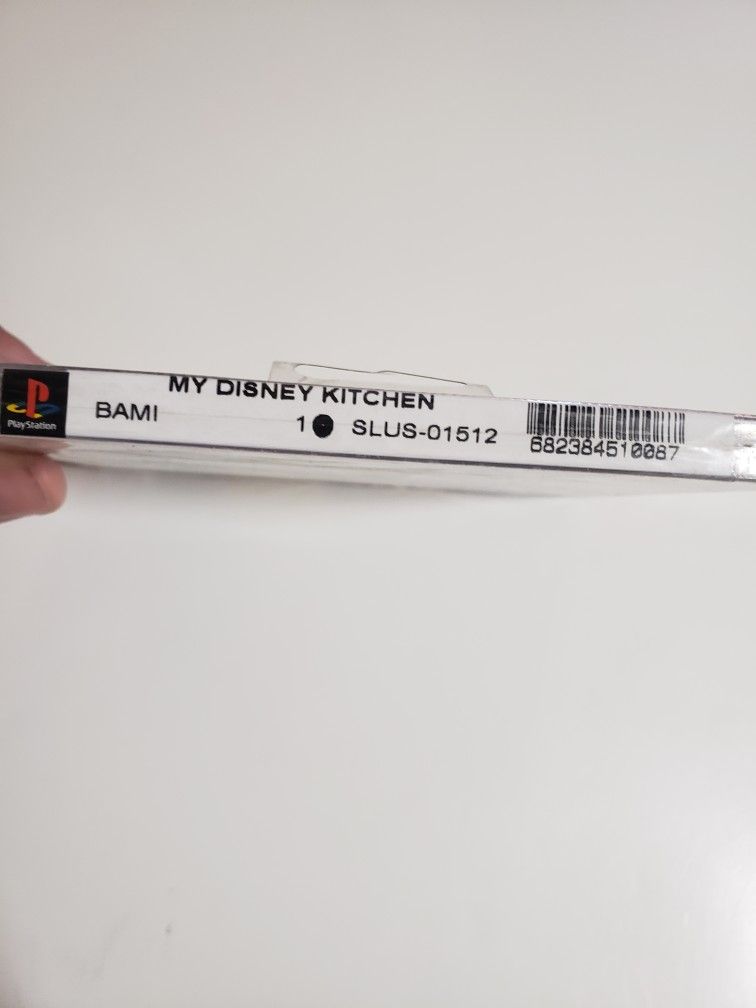 PlayStation
MY DISNEY KITCHEN
BAMI
1 ● SLUS-01512
682384510087